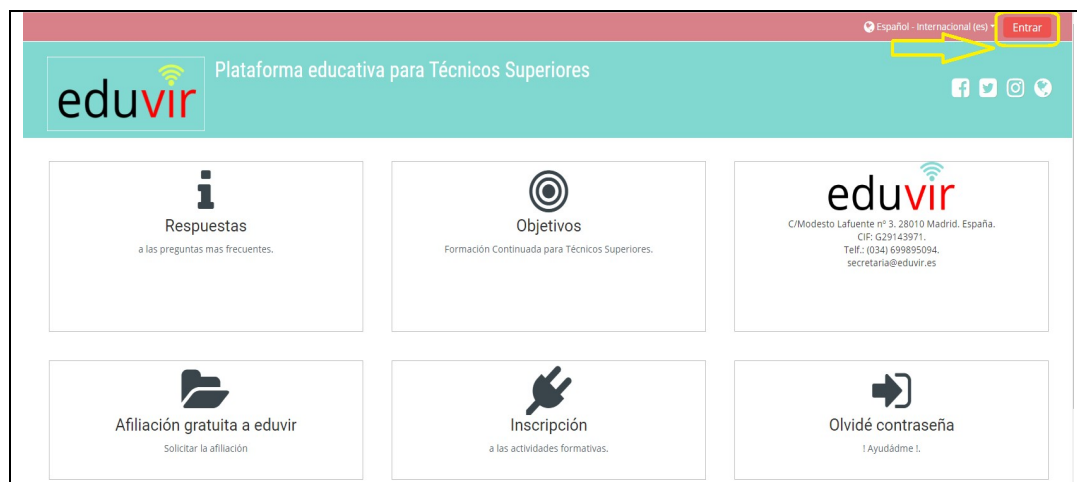 Español - Internacional (es)
Entrar
eduvir
Plataforma educativa para Técnicos Superiores
Respuestas
a las preguntas mas frecuentes.
Objetivos
Formación Continuada para Técnicos Superiores.
eduvir
C/Modesto Lafuente nº 3. 28010 Madrid. España.
CIF: G29143971.
Telf.: (034) 699895094.
secretaria@eduvir.es
Afiliación gratuita a eduvir
Solicitar la afiliación
Inscripción
a las actividades formativas.
Olvidé contraseña
! Ayudádme !.